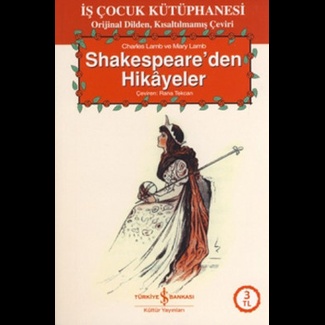 İŞ ÇOCUK KÜTÜPHANESİ
Orijinal Dilden, Kısaltılmamış Çeviri
Charles Lamb ve Mary Lamb
Shakespeare'den
Hikâyeler
Çeviren: Rana Tekcan
3
TL
TÜRKİYE İŞ BANKASI
Kültür Yayınları